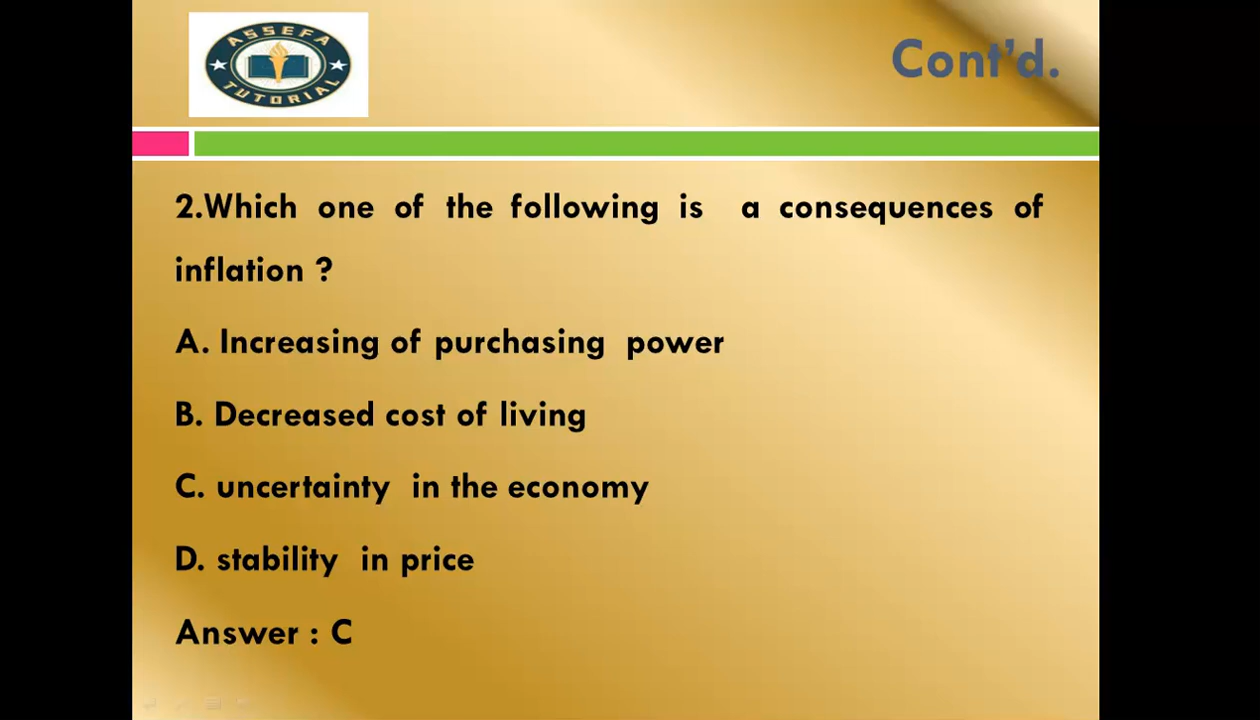 ASSEFA
TUTORIAL
Cont'd.
2.Which one of the following is a consequences of
inflation ?
A. Increasing of purchasing power
B. Decreased cost of living
C. uncertainty in the economy
D. stability in price
Answer : C